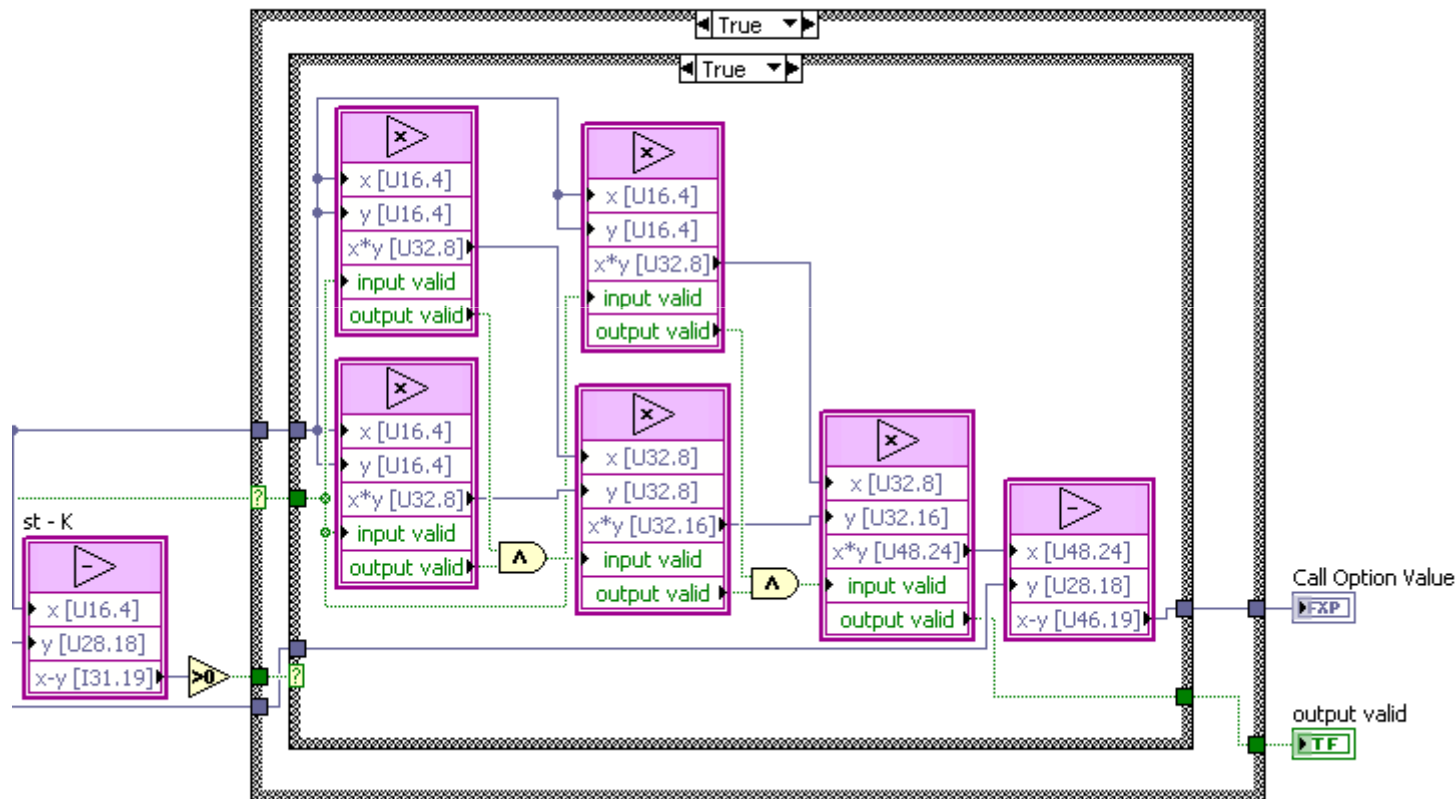 True
True
×
x [U16.4]
y [U16.4]
x*y [U32.8]
input valid
output valid
×
x [U16.4]
y [U16.4]
x*y [U32.8]
input valid
output valid
×
x [U16.4]
y [U16.4]
x*y [U32.8]
input valid
output valid
Λ
×
x [U32.8]
y [U32.8]
x*y [U32.16]
input valid
output valid
Λ
×
x [U32.8]
y [U32.16]
x*y [U48.24]
input valid
output valid
-
x [U48.24]
y [U28.18]
x-y [U46.19]
?
st - K
-
x [U16.4]
y [U28.18]
x-y [I31.19]
>0
?
Call Option Value
FXP
output valid
TF